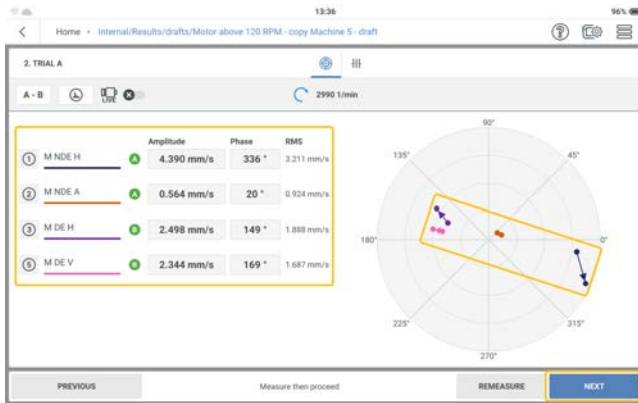 13:36
96%
Home • Internal/Results/drafts/Motor above 120 RPM - copy Machine 5 - draft
2. TRIAL A
A - B
LIVE
2990 1/min
Amplitude Phase RMS
1 M NDE H A 4.390 mm/s 336 ° 3.211 mm/s
2 M NDE A A 0.564 mm/s 20 ° 0.924 mm/s
3 M DE H B 2.498 mm/s 149 ° 1.888 mm/s
5 M DE V B 2.344 mm/s 169 ° 1.687 mm/s
90°
135° 45°
180° 0°
225° 315°
270°
PREVIOUS Measure then proceed REMEASURE NEXT